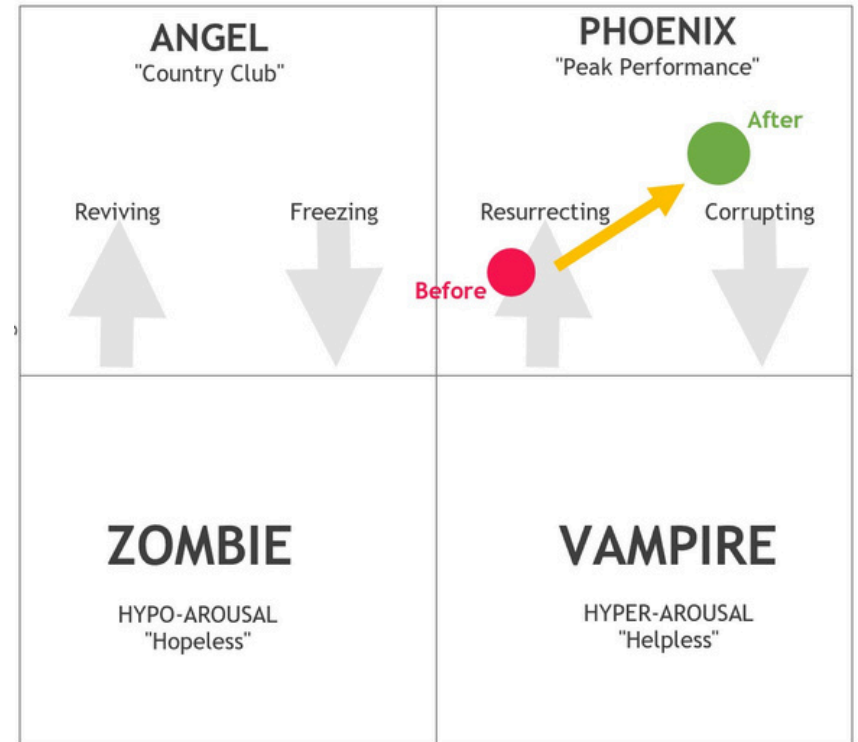 ANGEL
"Country Club"
PHOENIX
"Peak Performance"
After
Reviving
Freezing
Resurrecting
Corrupting
Before
ZOMBIE
HYPO-AROUSAL
"Hopeless"
VAMPIRE
HYPER-AROUSAL
"Helpless"